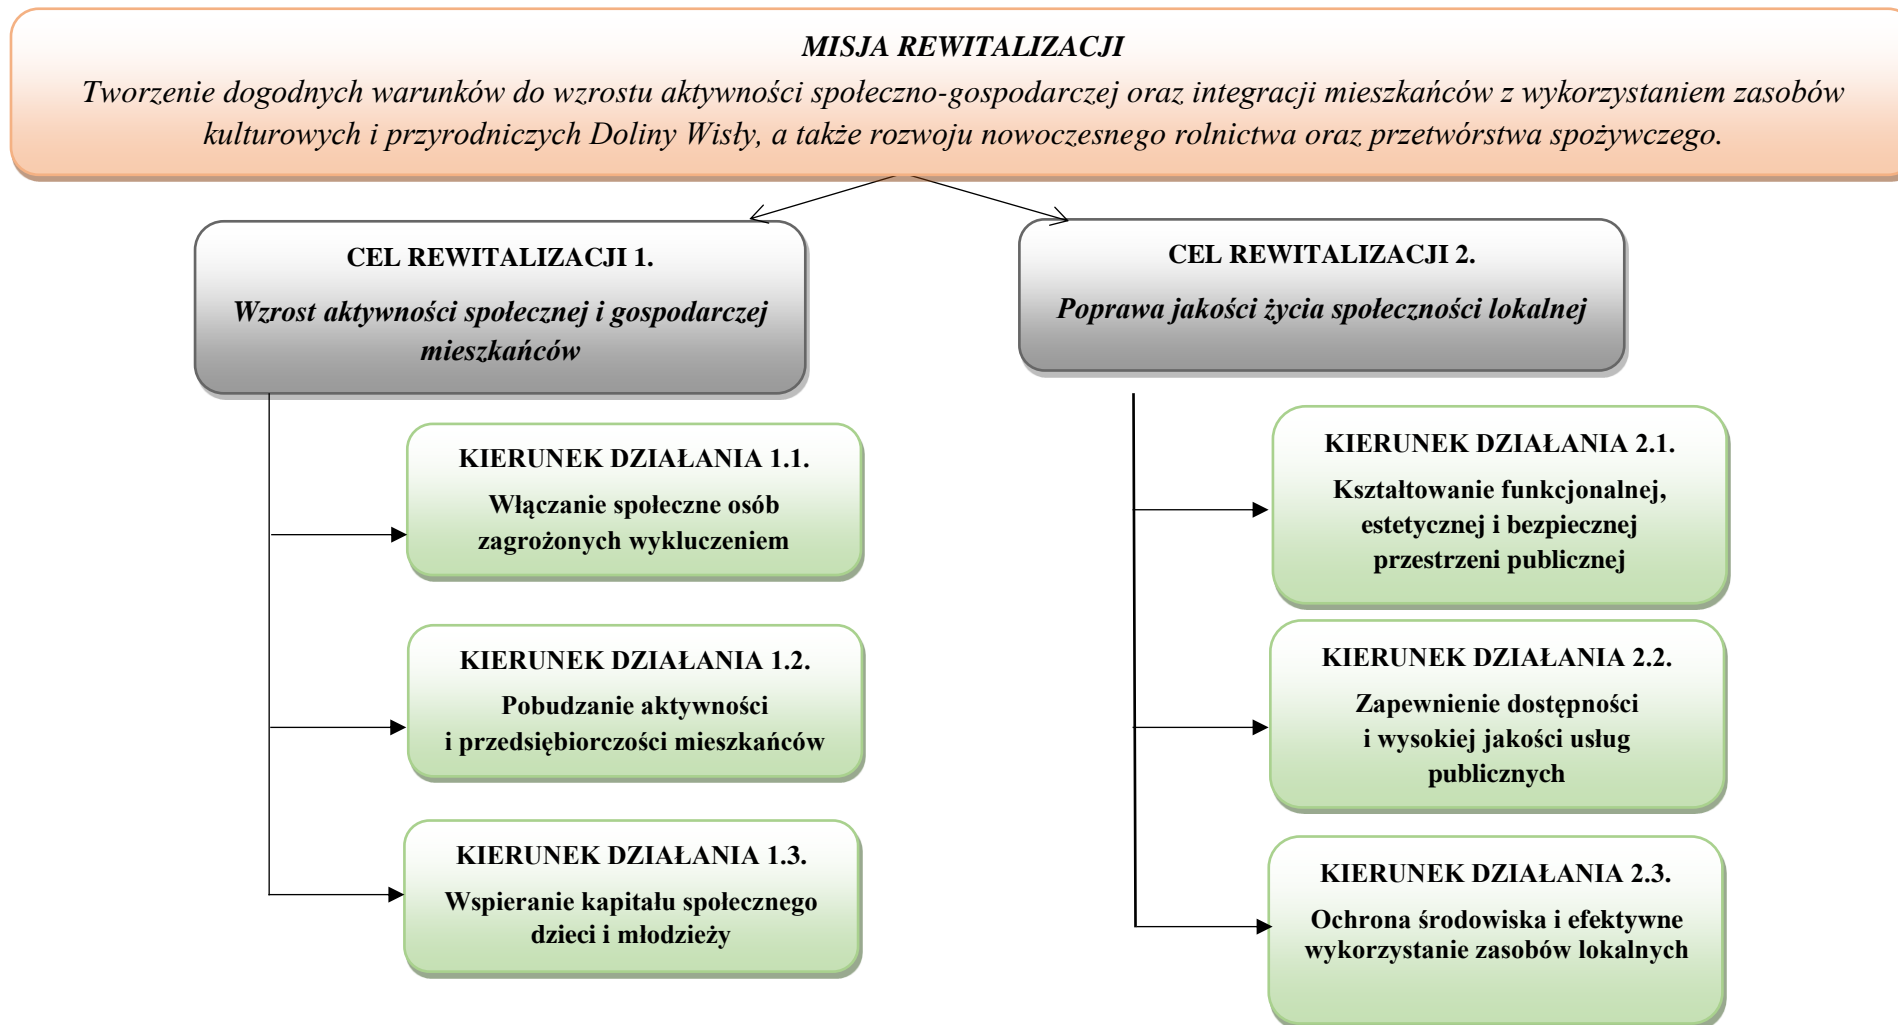 MISJA REWITALIZACJI
Tworzenie dogodnych warunków do wzrostu aktywności społeczno-gospodarczej oraz integracji mieszkańców z wykorzystaniem zasobów
kulturowych i przyrodniczych Doliny Wisły, a także rozwoju nowoczesnego rolnictwa oraz przetwórstwa spożywczego.
CEL REWITALIZACJI 1.
Wzrost aktywności społecznej i gospodarczej
mieszkańców
KIERUNEK DZIAŁANIA 1.1.
Włączanie społeczne osób
zagrożonych wykluczeniem
KIERUNEK DZIAŁANIA 1.2.
Pobudzanie aktywności
i przedsiębiorczości mieszkańców
KIERUNEK DZIAŁANIA 1.3.
Wspieranie kapitału społecznego
dzieci i młodzieży
CEL REWITALIZACJI 2.
Poprawa jakości życia społeczności lokalnej
KIERUNEK DZIAŁANIA 2.1.
Kształtowanie funkcjonalnej,
estetycznej i bezpiecznej
przestrzeni publicznej
KIERUNEK DZIAŁANIA 2.2.
Zapewnienie dostępności
i wysokiej jakości usług
publicznych
KIERUNEK DZIAŁANIA 2.3.
Ochrona środowiska i efektywne
wykorzystanie zasobów lokalnych